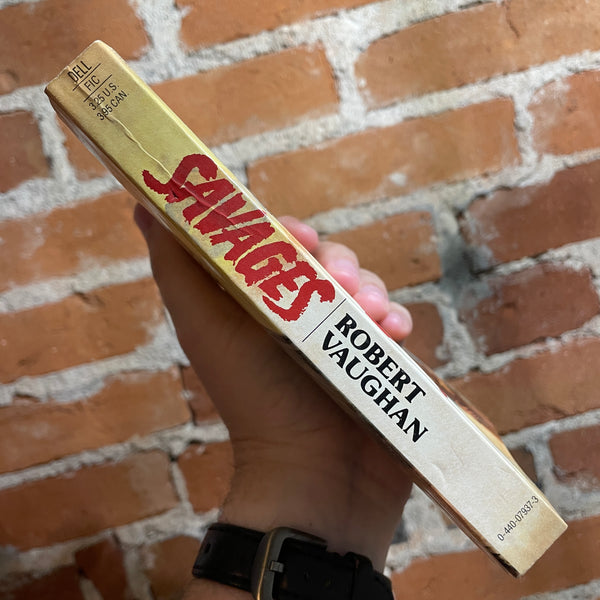 DELL
FIC
3.25 U.S.
3.95 CAN.
SAVAGES
ROBERT
VAUGHAN
0-440-07937-3